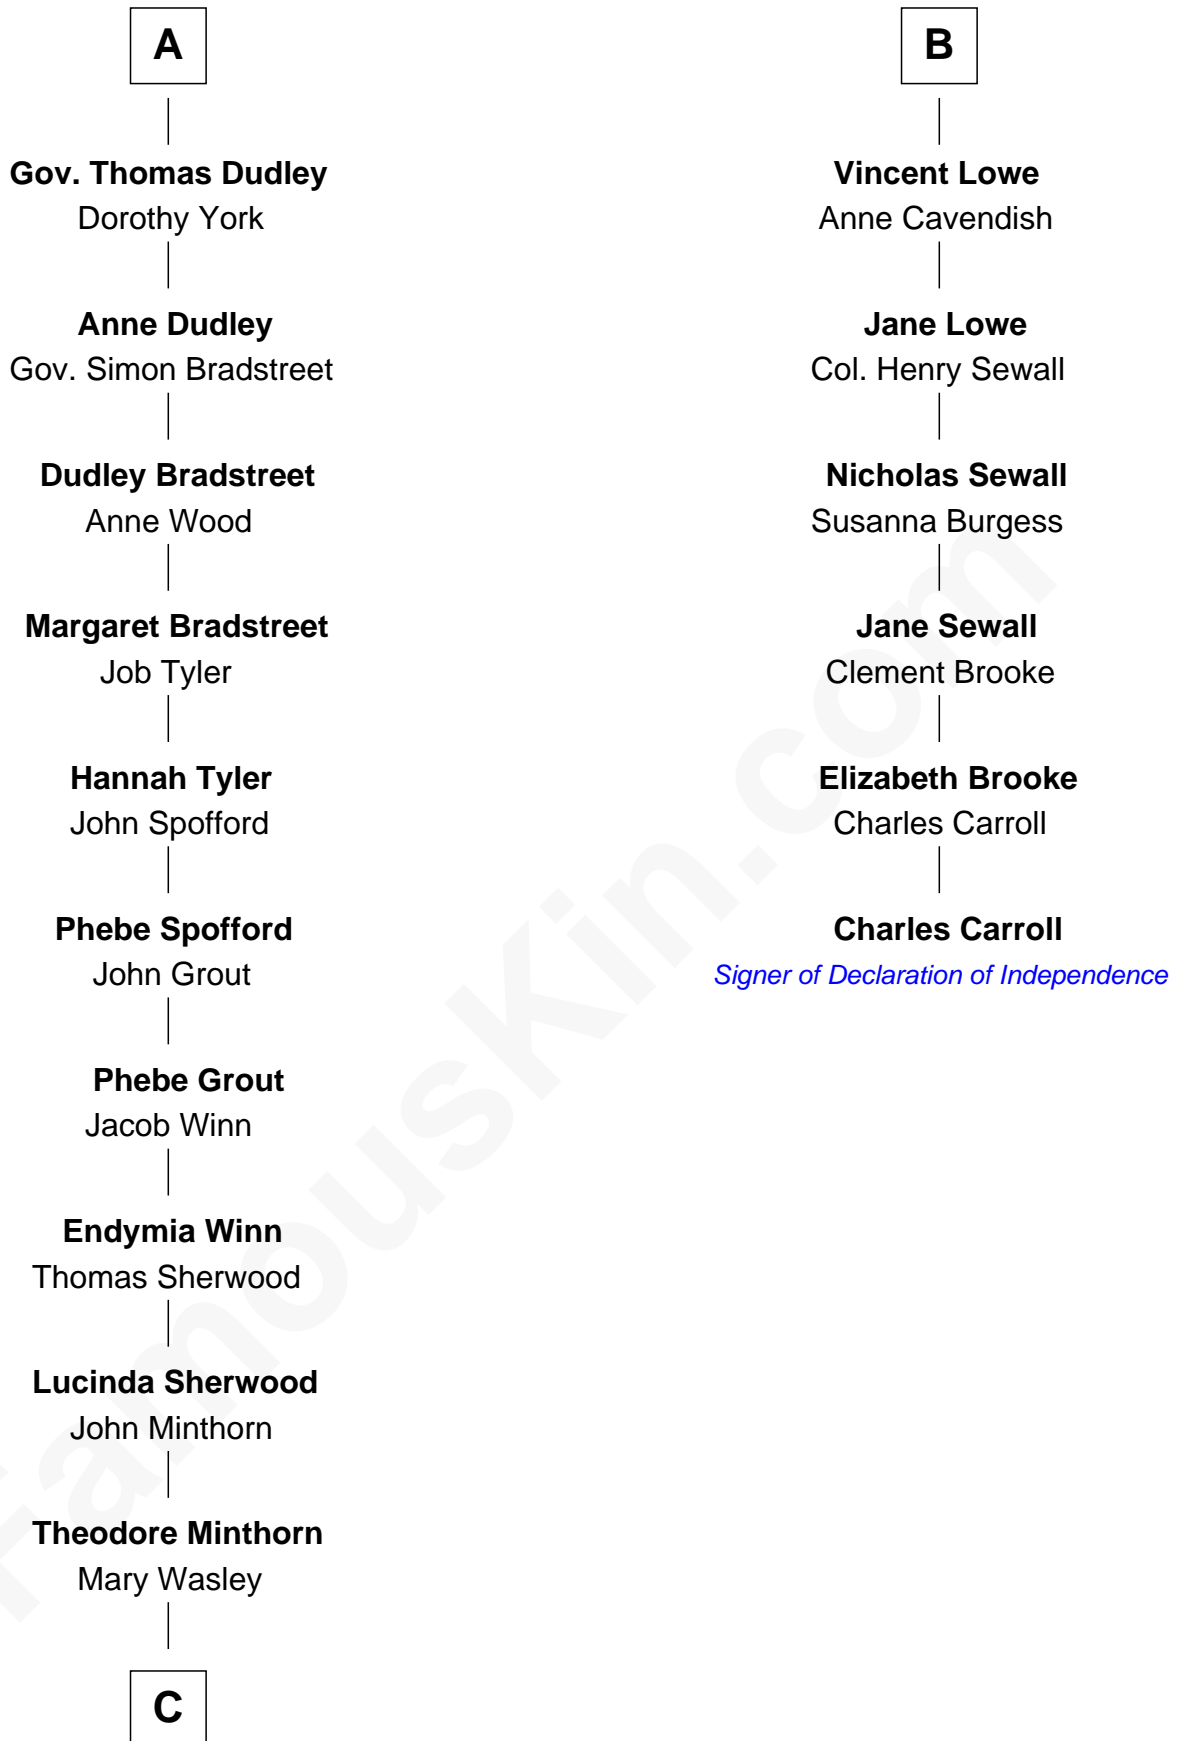 A
Gov. Thomas Dudley
Dorothy York
Anne Dudley
Gov. Simon Bradstreet
Dudley Bradstreet
Anne Wood
Margaret Bradstreet
Job Tyler
Hannah Tyler
John Spofford
Phebe Spofford
John Grout
Phebe Grout
Jacob Winn
Endymia Winn
Thomas Sherwood
Lucinda Sherwood
John Minthorn
Theodore Minthorn
Mary Wasley
C
B
Vincent Lowe
Anne Cavendish
Jane Lowe
Col. Henry Sewall
Nicholas Sewall
Susanna Burgess
Jane Sewall
Clement Brooke
Elizabeth Brooke
Charles Carroll
Charles Carroll
Signer of Declaration of Independence
FamousKin.com